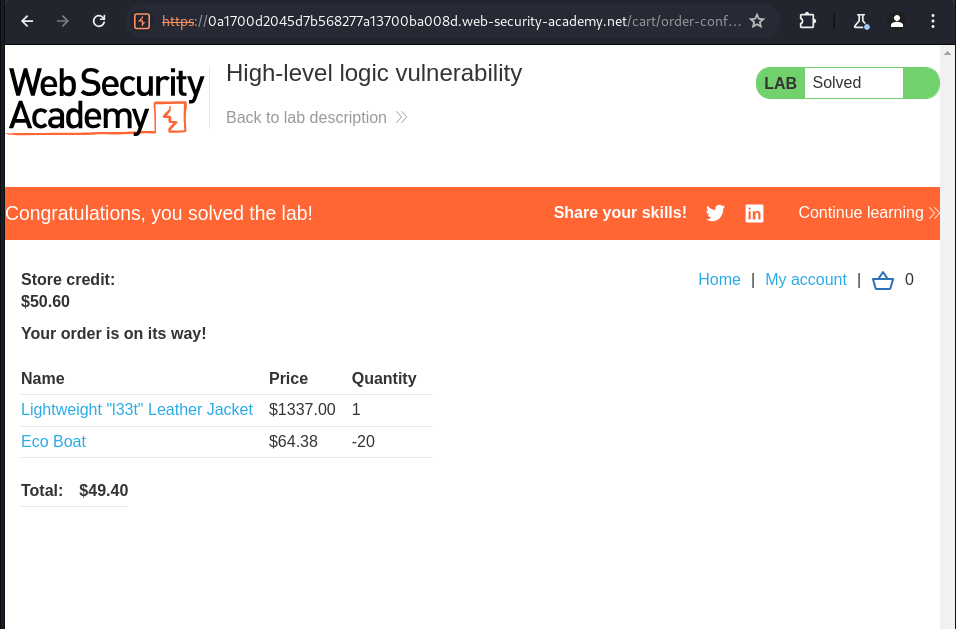 https://0a1700d2045d7b568277a13700ba008d.web-security-academy.net/cart/order-conf…
Web Security
Academy
High-level logic vulnerability
Back to lab description
LAB Solved
Congratulations, you solved the lab!
Share your skills!
Continue learning
Store credit:
$50.60
Home | My account | 0
Your order is on its way!
Name Price Quantity
Lightweight "l33t" Leather Jacket $1337.00 1
Eco Boat $64.38 -20
Total: $49.40